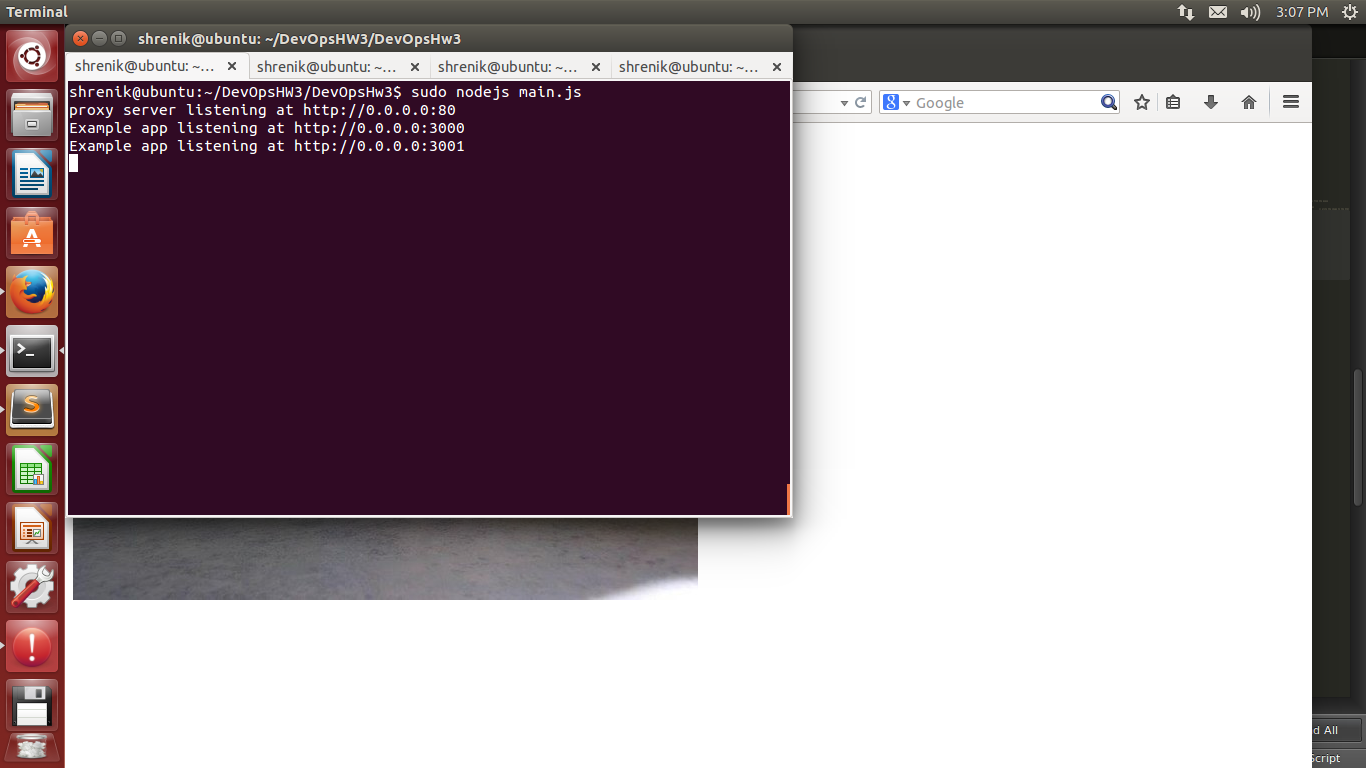 Terminal
3:07 PM
shrenik@ubuntu: ~/DevOpsHW3/DevOpsHw3
shrenik@ubuntu: ~... shrenik@ubuntu: ~... shrenik@ubuntu: ~... shrenik@ubuntu: ~...
shrenik@ubuntu:~/DevOpsHW3/DevOpsHw3$ sudo nodejs main.js
proxy server listening at http://0.0.0.0:80
Example app listening at http://0.0.0.0:3000
Example app listening at http://0.0.0.0:3001
Google
d All
Script